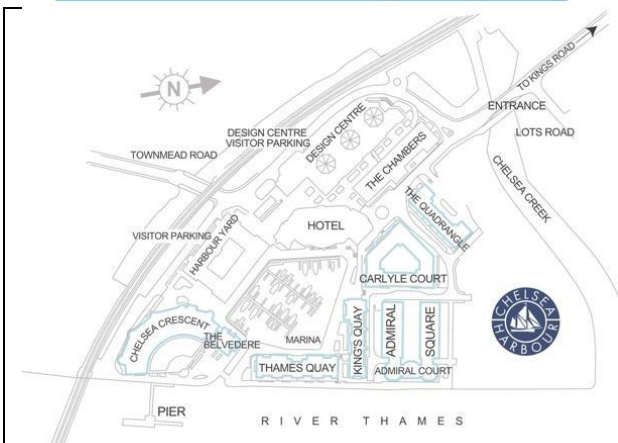 TO KINGS ROAD
N
ENTRANCE
DESIGN CENTRE
VISITOR PARKING
DESIGN CENTRE
LOTS ROAD
TOWNMEAD ROAD
THE CHAMBERS
CHELSEA CREEK
THE QUADRANGLE
HOTEL
VISITOR PARKING
HARBOUR YARD
CARLYLE COURT
CHELSEA
HARBOUR
CHELSEA CRESCENT
THE
BELVEDERE
MARINA
KING'S QUAY
ADMIRAL
SQUARE
THAMES QUAY
ADMIRAL COURT
PIER
RIVER THAMES